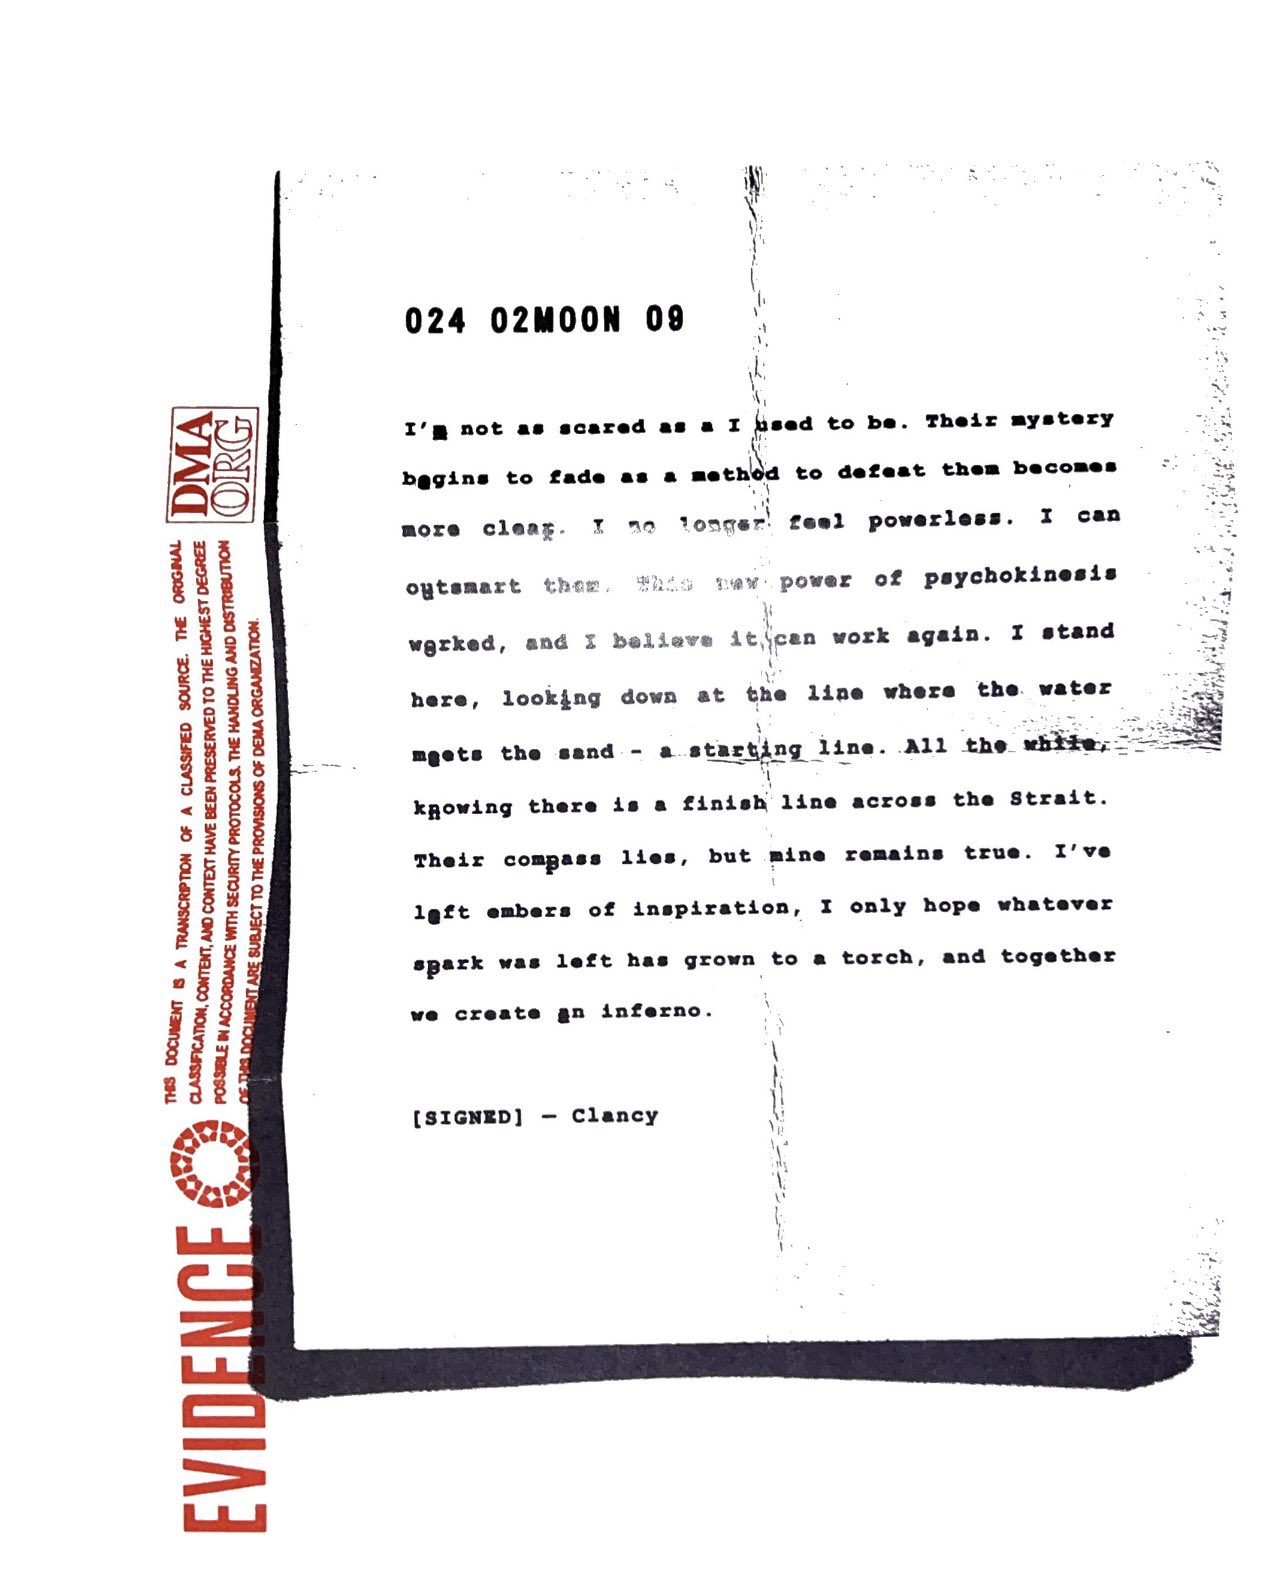 024 02MOON 09
I'm not as scared as a I used to be. Their mystery
begins to fade as a method to defeat them becomes
more clear. I no longer feel powerless. I can
outsmart them. This new power of psychokinesis
worked, and I believe it can work again. I stand
here, looking down at the line where the water
meets the sand - a starting line. All the while,
knowing there is a finish line across the Strait.
Their compass lies, but mine remains true. I've
left embers of inspiration, I only hope whatever
spark was left has grown to a torch, and together
we create an inferno.
[SIGNED] — Clancy
DMA
ORG
THIS DOCUMENT IS A TRANSCRIPTION OF A CLASSIFIED SOURCE. THE ORIGINAL
CLASSIFICATION, CONTENT, AND CONTEXT HAVE BEEN PRESERVED TO THE HIGHEST DEGREE
POSSIBLE IN ACCORDANCE WITH SECURITY PROTOCOLS. THE HANDLING AND DISTRIBUTION
OF THIS DOCUMENT ARE SUBJECT TO THE PROVISIONS OF DEMA ORGANIZATION.
EVIDENCE